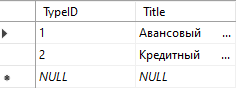 TypeID Title
1 Авансовый ...
2 Кредитный ...
NULL NULL